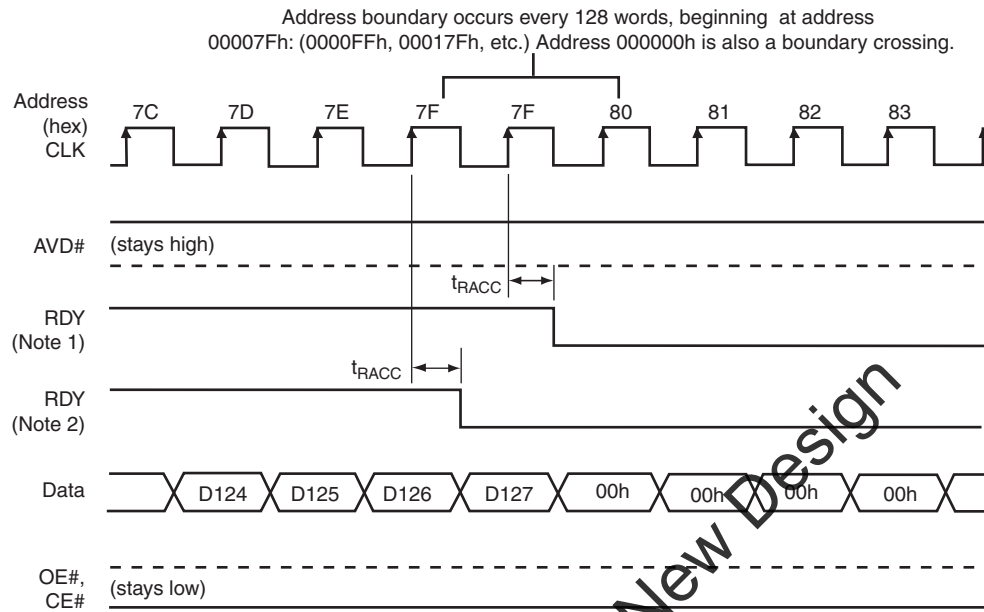 Address boundary occurs every 128 words, beginning at address
00007Fh: (0000FFh, 00017Fh, etc.) Address 000000h is also a boundary crossing.
Address
(hex)
7C 7D 7E 7F 7F 80 81 82 83
CLK
AVD# (stays high)
tRACC
RDY
(Note 1)
tRACC
RDY
(Note 2)
Data D124 D125 D126 D127 00h 00h 00h 00h
OE#,
CE#
(stays low)
New Design